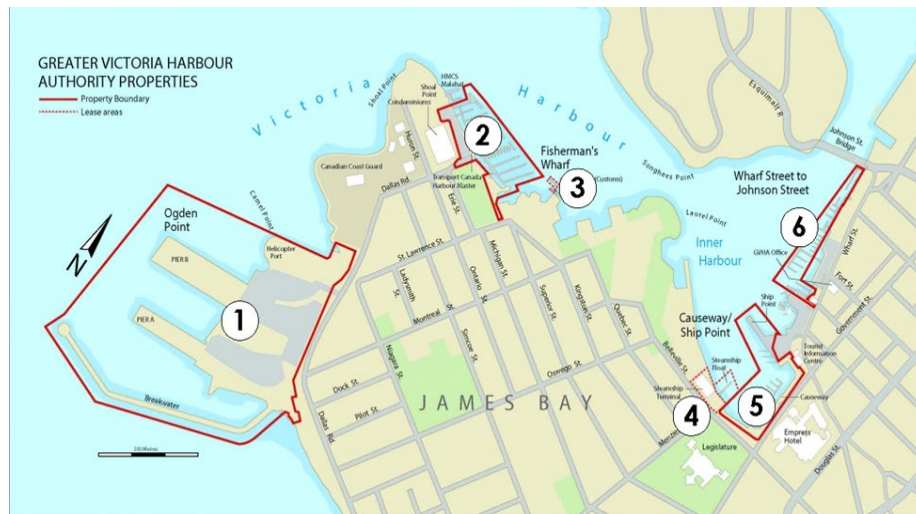 GREATER VICTORIA HARBOUR
AUTHORITY PROPERTIES
Property Boundary
Lease areas
Victoria
Harbour
Shoal Point
HMCS
Malahat
Shoal
Point
Condominiums
2
Fisherman's
Wharf
3
(Customs)
Songhees Point
Esquimalt R
Johnson St.
Bridge
Wharf Street to
Johnson Street
Canadian Coast Guard
Huron St.
Dallas Rd.
Transport Canada
Harbour Master
Erie St.
Laurel Point
Inner
Harbour
6
GVHA Office
Wharf St.
Fort St.
Government St.
Ogden
Point
Camel Point
Helicopter
Port
PIER B
PIER A
1
N
Breakwater
St. Lawrence St.
Michigan St.
Ladysmith
St.
Ontario St.
Superior St.
Kingston St.
Quebec St.
Montreal St.
Simcoe St.
Niagara St.
Oswego St.
Dock St.
Pilot St.
Dallas Rd
Belleville St.
Causeway/
Ship Point
Ship
Point
Steamship
Float
Steamship
Terminal
4
5
Tourist
Information
Centre
Causeway
Empress
Hotel
Douglas St.
Menzies
Legislature
JAMES BAY